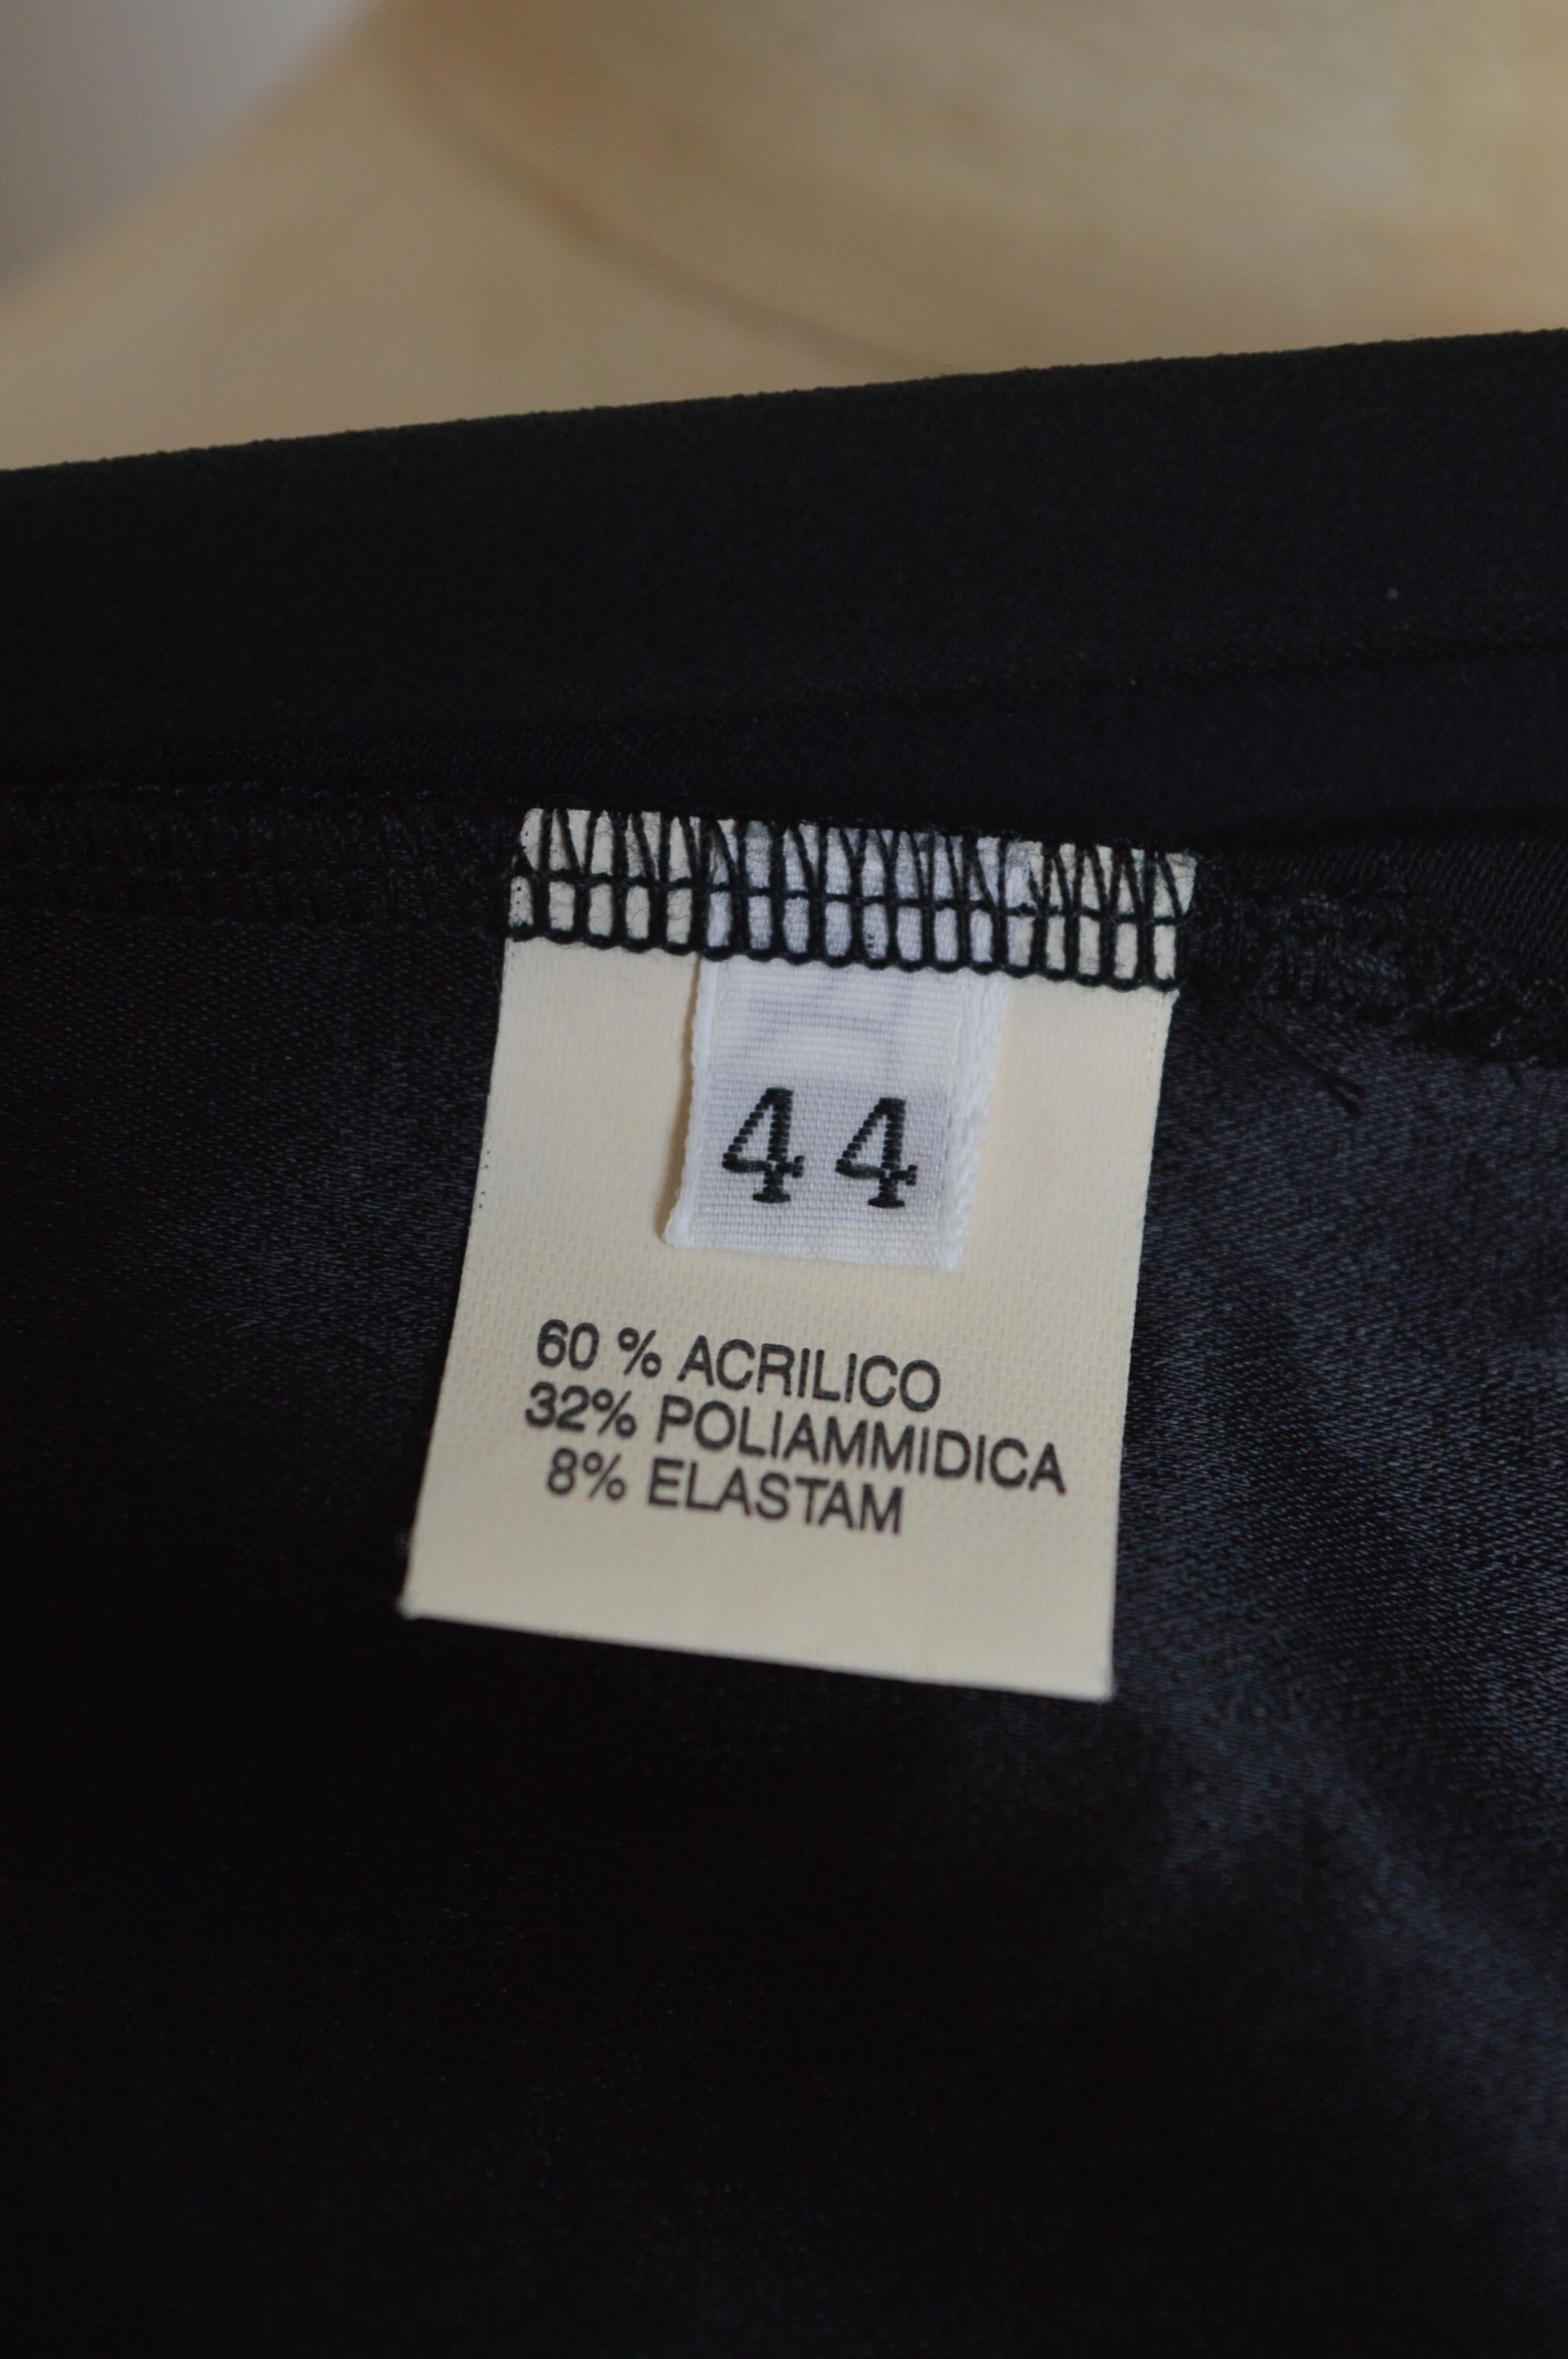 44
60 % ACRILICO
32% POLIAMMIDICA
8% ELASTAM